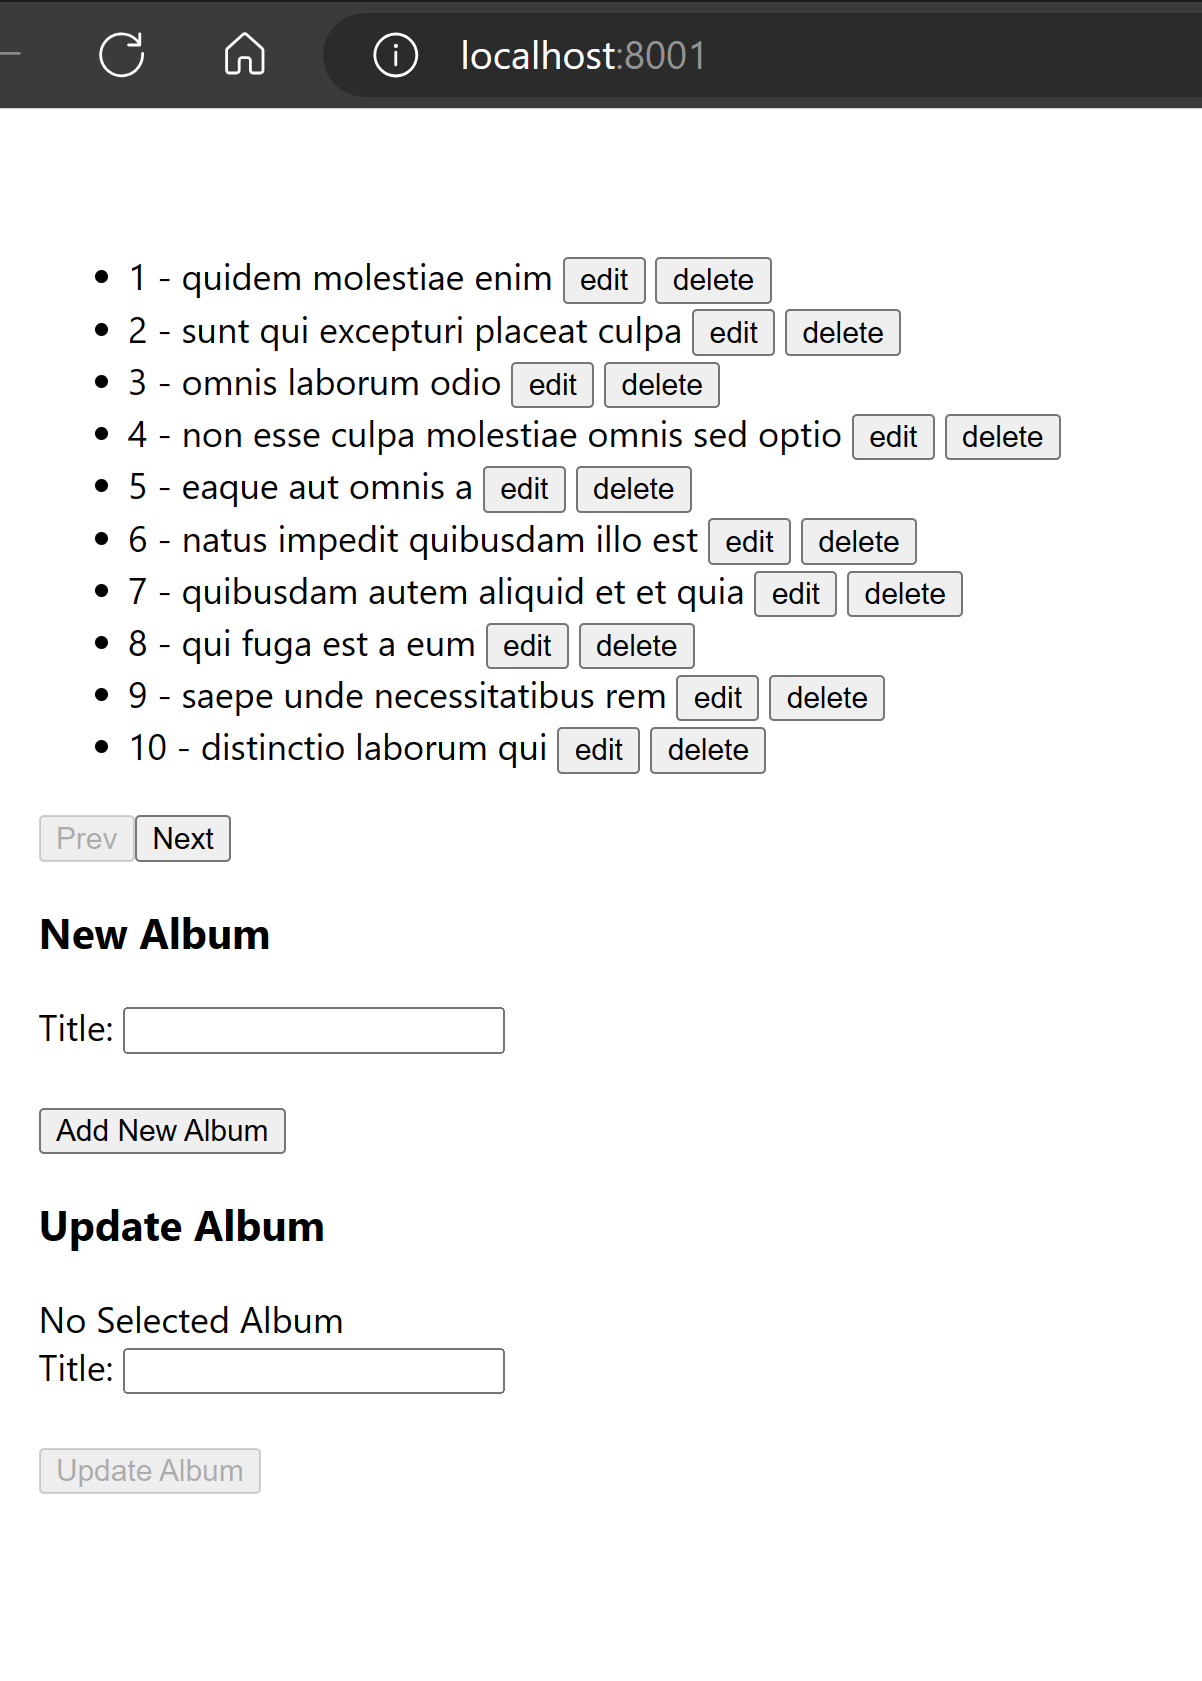 localhost:8001
1 - quidem molestiae enim edit delete
2 - sunt qui excepturi placeat culpa edit delete
3 - omnis laborum odio edit delete
4 - non esse culpa molestiae omnis sed optio edit delete
5 - eaque aut omnis a edit delete
6 - natus impedit quibusdam illo est edit delete
7 - quibusdam autem aliquid et et quia edit delete
8 - qui fuga est a eum edit delete
9 - saepe unde necessitatibus rem edit delete
10 - distinctio laborum qui edit delete
Prev Next
New Album
Title:
Add New Album
Update Album
No Selected Album
Title:
Update Album